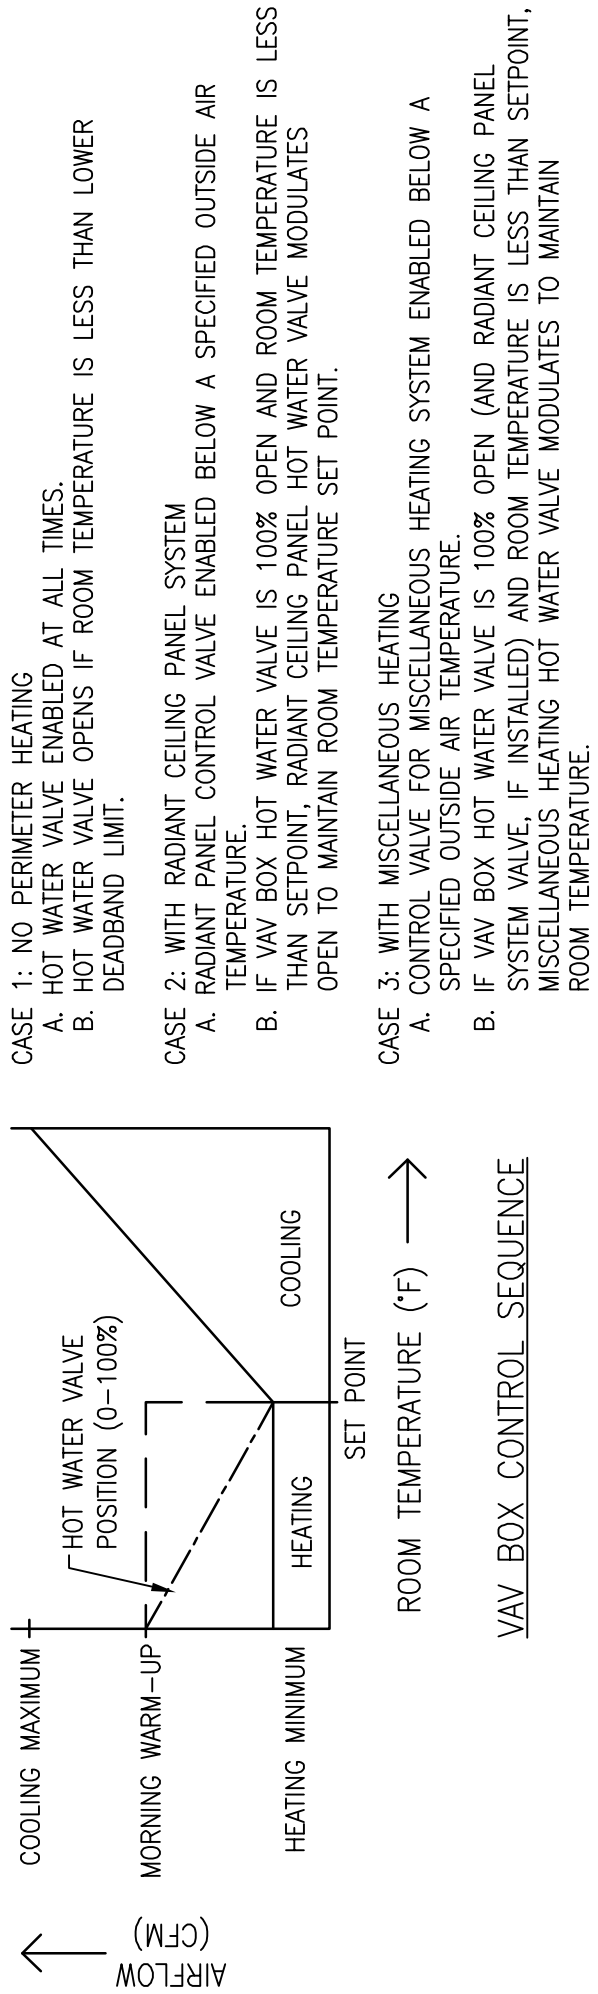 AIRFLOW
(CFM)
COOLING MAXIMUM
MORNING WARM-UP
HEATING MINIMUM
HOT WATER VALVE
POSITION (0-100%)
HEATING
COOLING
SET POINT
ROOM TEMPERATURE (°F)
VAV BOX CONTROL SEQUENCE
CASE 1: NO PERIMETER HEATING
A. HOT WATER VALVE ENABLED AT ALL TIMES.
B. HOT WATER VALVE OPENS IF ROOM TEMPERATURE IS LESS THAN LOWER
DEADBAND LIMIT.
CASE 2: WITH RADIANT CEILING PANEL SYSTEM
A. RADIANT PANEL CONTROL VALVE ENABLED BELOW A SPECIFIED OUTSIDE AIR
TEMPERATURE.
B. IF VAV BOX HOT WATER VALVE IS 100% OPEN AND ROOM TEMPERATURE IS LESS
THAN SETPOINT, RADIANT CEILING PANEL HOT WATER VALVE MODULATES
OPEN TO MAINTAIN ROOM TEMPERATURE SET POINT.
CASE 3: WITH MISCELLANEOUS HEATING
A. CONTROL VALVE FOR MISCELLANEOUS HEATING SYSTEM ENABLED BELOW A
SPECIFIED OUTSIDE AIR TEMPERATURE.
B. IF VAV BOX HOT WATER VALVE IS 100% OPEN (AND RADIANT CEILING PANEL
SYSTEM VALVE, IF INSTALLED) AND ROOM TEMPERATURE IS LESS THAN SETPOINT,
MISCELLANEOUS HEATING HOT WATER VALVE MODULATES TO MAINTAIN
ROOM TEMPERATURE.